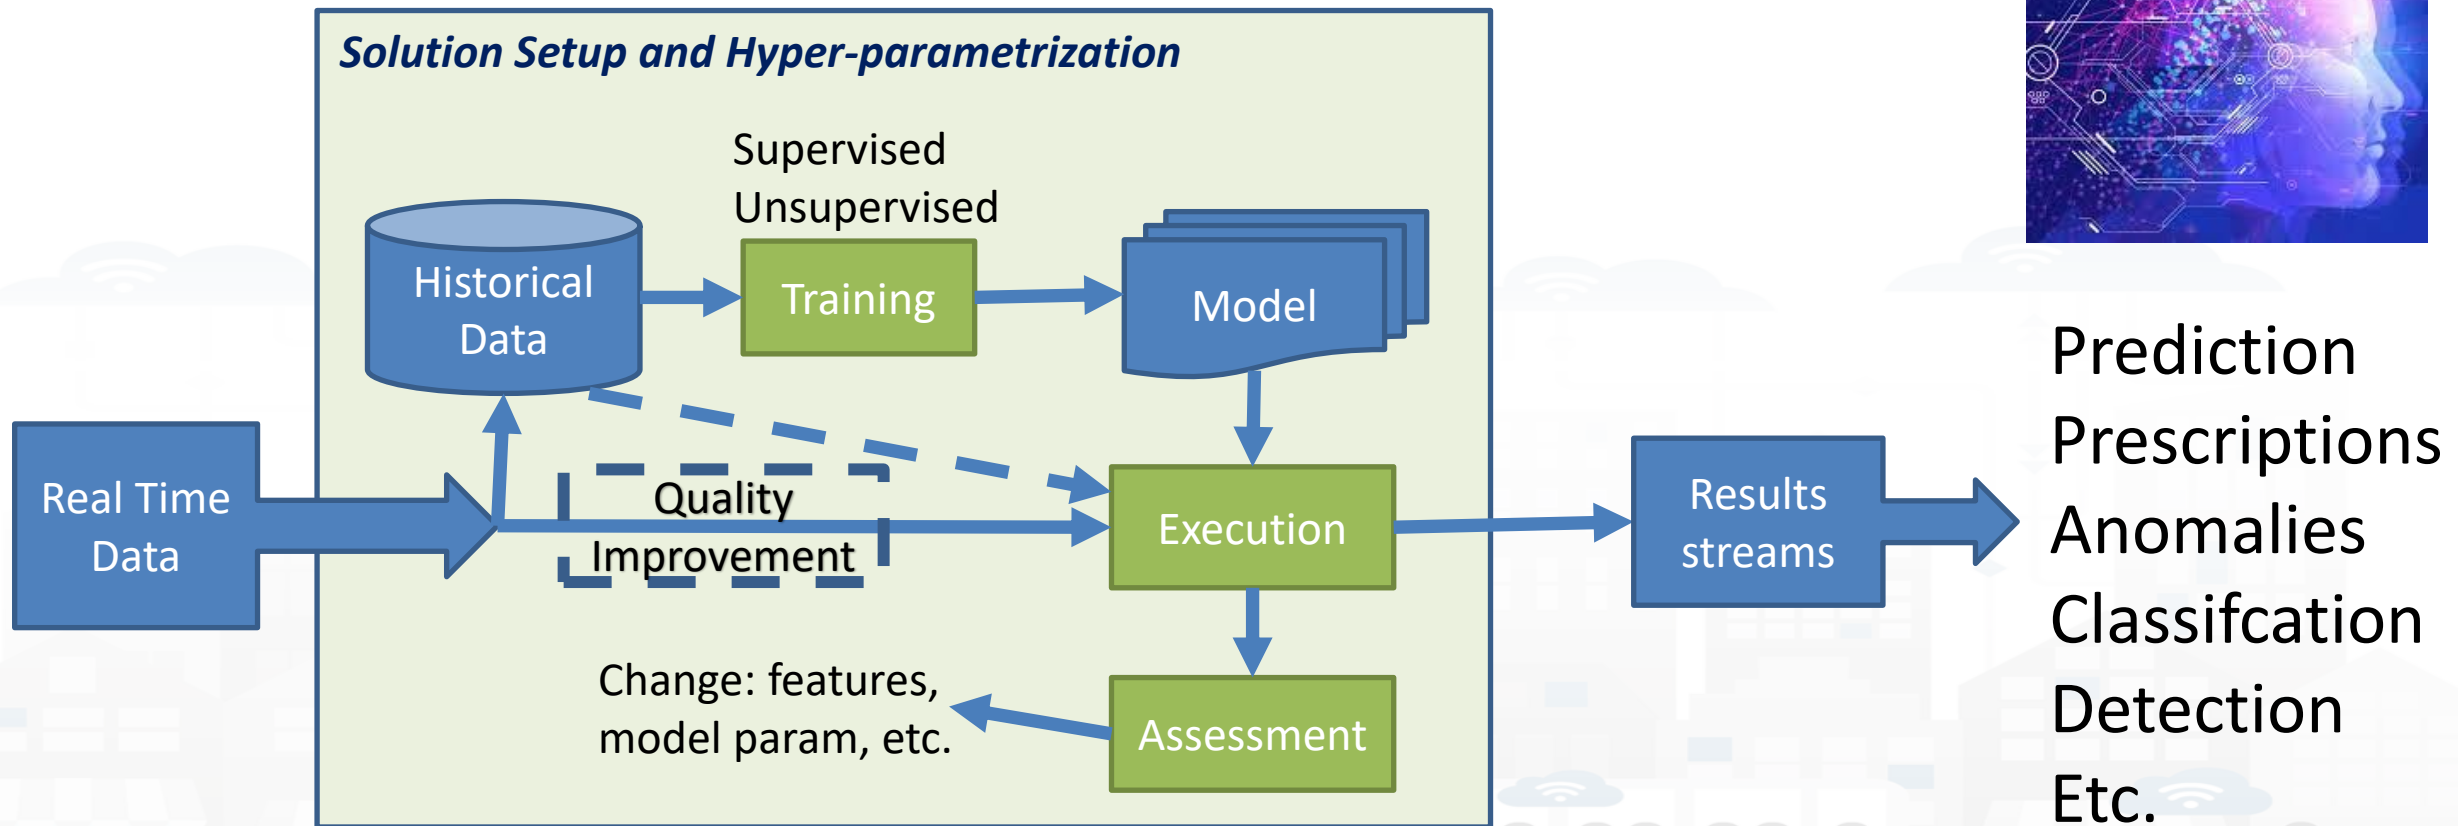 Solution Setup and Hyper-parametrization
Supervised
Unsupervised
Historical
Data
Training
Model
Real Time
Data
Quality
Improvement
Execution
Results
streams
Change: features,
model param, etc.
Assessment
Prediction
Prescriptions
Anomalies
Classifcation
Detection
Etc.